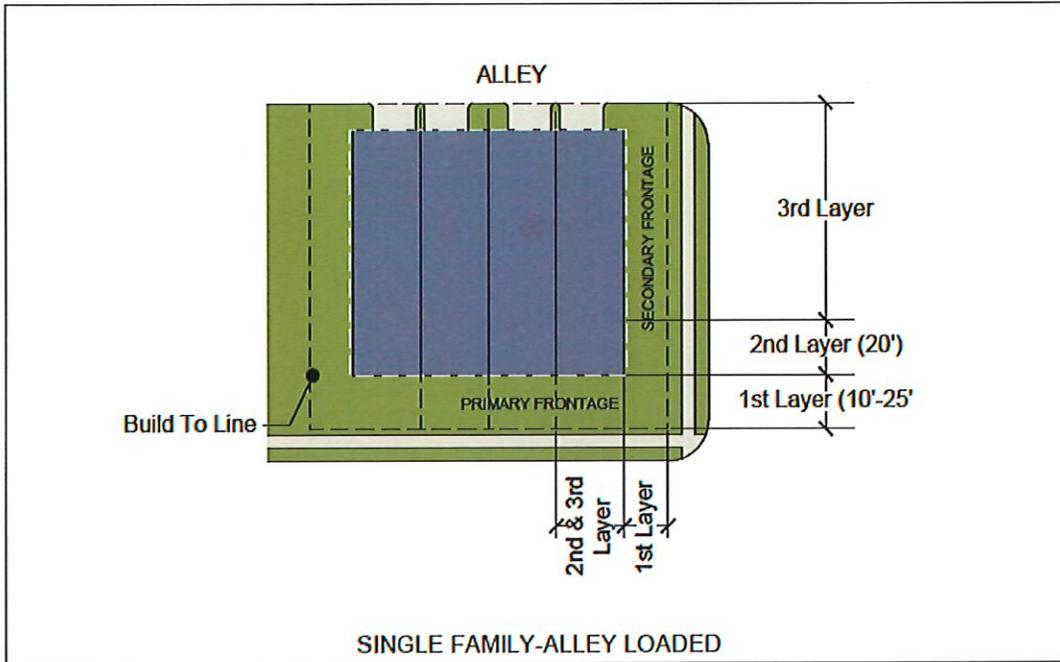 ALLEY
3rd Layer
SECONDARY FRONTAGE
2nd Layer (20')
1st Layer (10'-25'
PRIMARY FRONTAGE
Build To Line
2nd & 3rd
Layer
1st Layer
SINGLE FAMILY-ALLEY LOADED